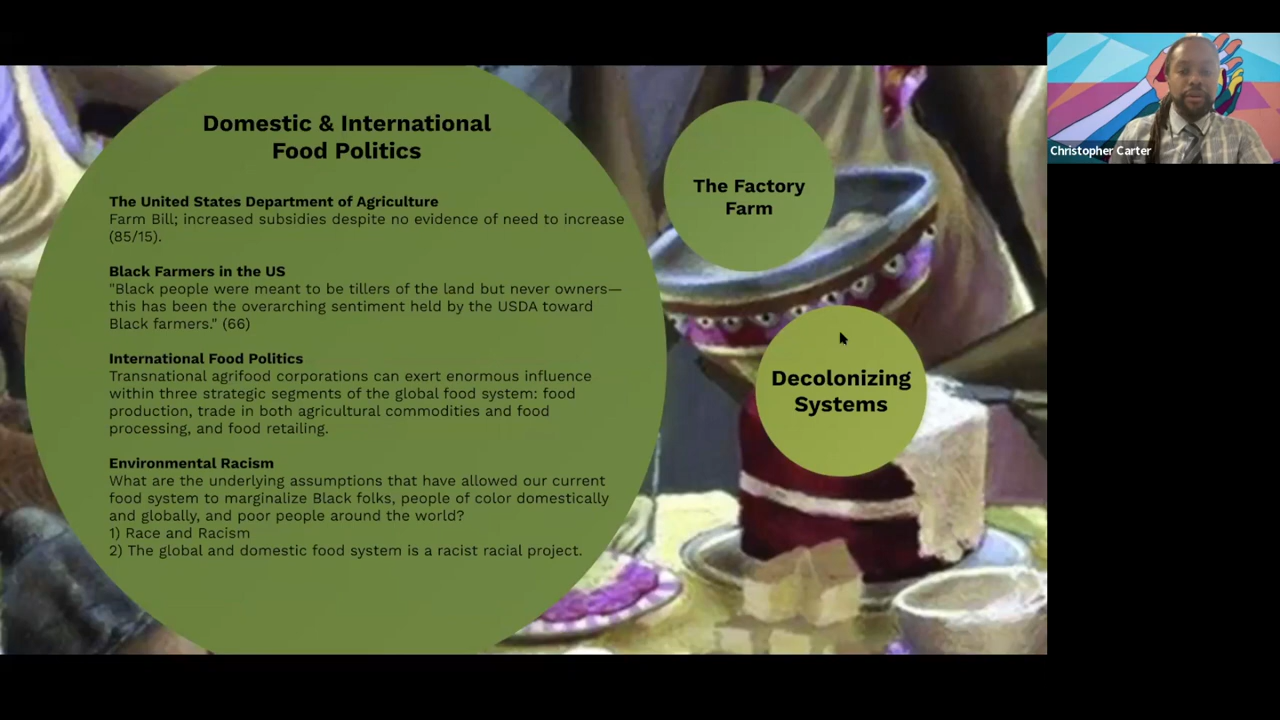 Domestic & International
Food Politics
The United States Department of Agriculture
Farm Bill; increased subsidies despite no evidence of need to increase
(85/15).
Black Farmers in the US
"Black people were meant to be tillers of the land but never owners—
this has been the overarching sentiment held by the USDA toward
Black farmers." (66)
International Food Politics
Transnational agrifood corporations can exert enormous influence
within three strategic segments of the global food system: food
production, trade in both agricultural commodities and food
processing, and food retailing.
Environmental Racism
What are the underlying assumptions that have allowed our current
food system to marginalize Black folks, people of color domestically
and globally, and poor people around the world?
1) Race and Racism
2) The global and domestic food system is a racist racial project.
The Factory
Farm
Decolonizing
Systems
Christopher Carter